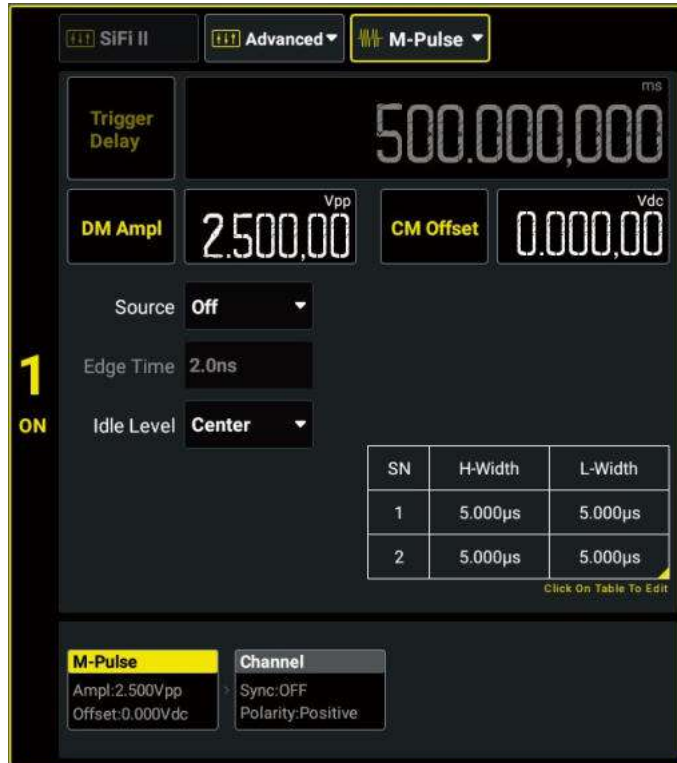 SiFi II
Advanced
M-Pulse
Trigger
Delay
ms
500.000,000
DM Ampl
Vpp
2.500,00
CM Offset
Vdc
0.000,00
Source Off
1
ON
Edge Time 2.0ns
Idle Level Center
SN H-Width L-Width
1 5.000µs 5.000µs
2 5.000µs 5.000µs
Click On Table To Edit
M-Pulse
Ampl:2.500Vpp
Offset:0.000Vdc
Channel
Sync:OFF
Polarity:Positive